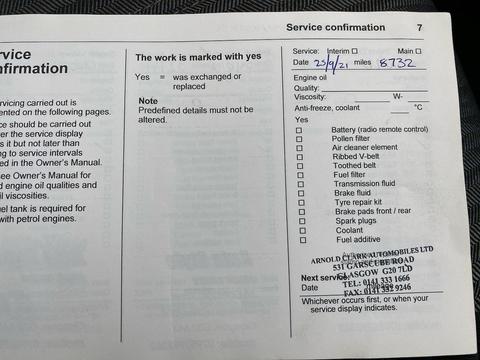 Service confirmation 7
rvice
nfirmation
rvicing carried out is
ented on the following pages.
ce should be carried out
er the service display
s it but not later than
ng to service intervals
ed in the Owner's Manual.
ee Owner's Manual for
d engine oil qualities and
il viscosities.
uel tank is required for
with petrol engines.
The work is marked with yes
Yes = was exchanged or
replaced
Note
Predefined details must not be
altered.
Service: Interim ☐ Main ☐
Date 25/9/21 miles 8732
Engine oil
Quality:
Viscosity: W-
Anti-freeze, coolant °C
Yes
☐ Battery (radio remote control)
☐ Pollen filter
☐ Air cleaner element
☐ Ribbed V-belt
☐ Toothed belt
☐ Fuel filter
☐ Transmission fluid
☐ Brake fluid
☐ Tyre repair kit
☐ Brake pads front / rear
☐ Spark plugs
☐ Coolant
☐ Fuel additive
ARNOLD CLARK AUTOMOBILES LTD
531 GARSCUBE ROAD
GLASGOW G20 7LD
TEL: 0141 333 1666
FAX: 0141 332 9246
Next service:
Date
Whichever occurs first, or when your
service display indicates.